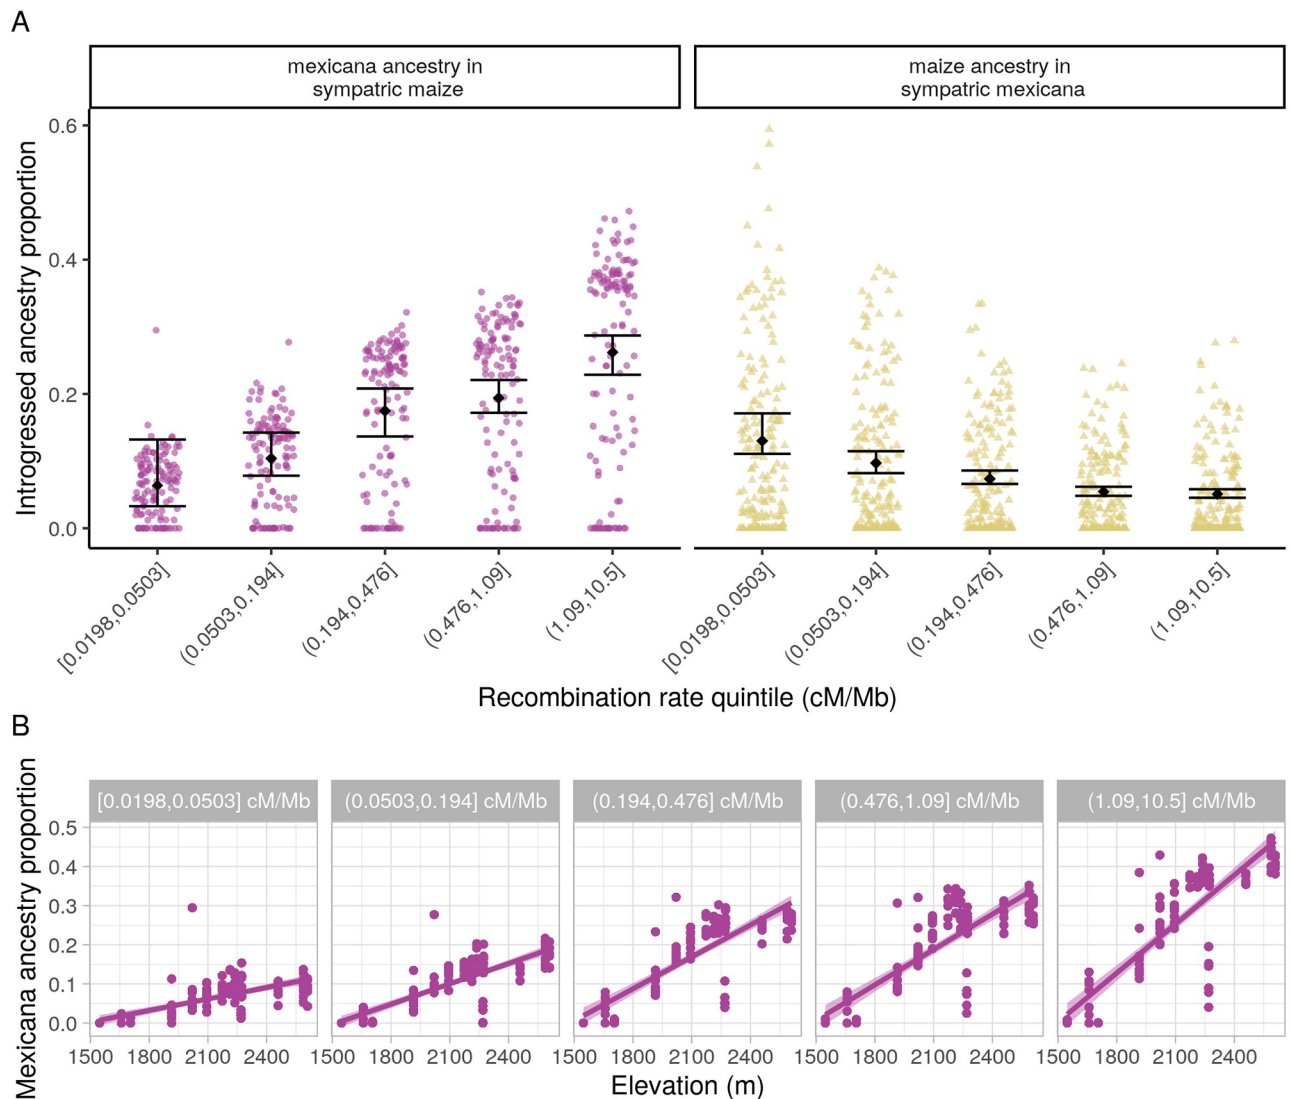 A
mexicana ancestry in
sympatric maize
maize ancestry in
sympatric mexicana
Introgressed ancestry proportion
0.6
0.4
0.2
0.0
[0.0198,0.0503]
(0.0503,0.194]
(0.194,0.476]
(0.476,1.09]
(1.09,10.5]
[0.0198,0.0503]
(0.0503,0.194]
(0.194,0.476]
(0.476,1.09]
(1.09,10.5]
Recombination rate quintile (cM/Mb)
B
Mexicana ancestry proportion
[0.0198,0.0503] cM/Mb
(0.0503,0.194] cM/Mb
(0.194,0.476] cM/Mb
(0.476,1.09] cM/Mb
(1.09,10.5] cM/Mb
0.5
0.4
0.3
0.2
0.1
0.0
1500 1800 2100 2400
1500 1800 2100 2400
1500 1800 2100 2400
1500 1800 2100 2400
1500 1800 2100 2400
Elevation (m)